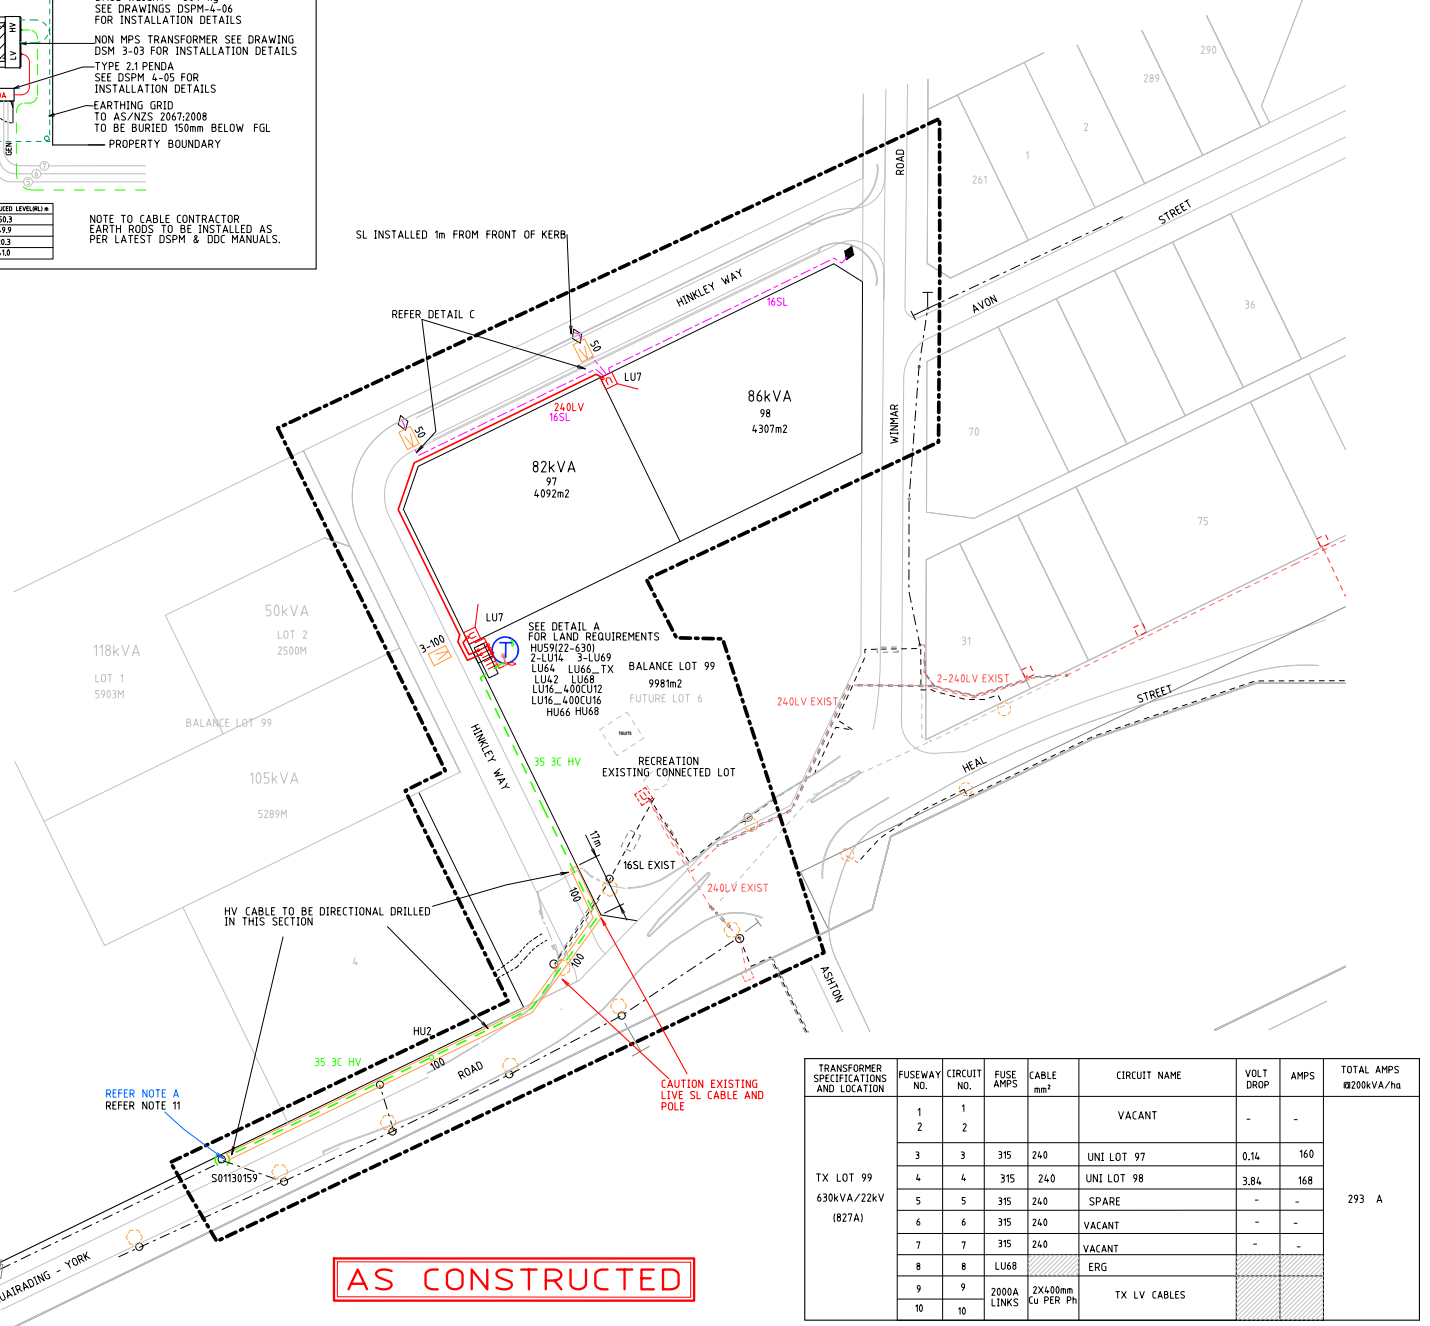 SEE DRAWINGS DSPM-4-06
FOR INSTALLATION DETAILS
HV
LV
NON MPS TRANSFORMER SEE DRAWING
DSM 3-03 FOR INSTALLATION DETAILS
TYPE 2.1 PENDA
SEE DSPM 4-05 FOR
INSTALLATION DETAILS
EARTHING GRID
TO AS/NZS 2067:2008
TO BE BURIED 150mm BELOW FGL
PROPERTY BOUNDARY
GEN
7
6
5
NOTE TO CABLE CONTRACTOR
EARTH RODS TO BE INSTALLED AS
PER LATEST DSPM & DDC MANUALS.
290
289
2
1
261
ROAD
STREET
AVON
36
SL INSTALLED 1m FROM FRONT OF KERB
HINKLEY WAY
16SL
REFER DETAIL C
50
LU7
240LV
16SL
50
86kVA
98
4307m2
WINMAR
70
82kVA
97
4092m2
75
50kVA
LOT 2
2500M
118kVA
LOT 1
5903M
BALANCE LOT 99
105kVA
5289M
4
LU7
3-100
SEE DETAIL A
FOR LAND REQUIREMENTS
HU59(22-630)
2-LU14 3-LU69
LU64 LU66_TX
LU42 LU68
LU16_400CU12
LU16_400CU16
HU66 HU68
BALANCE LOT 99
9981m2
FUTURE LOT 6
TOILETS
31
2-240LV EXIST
240LV EXIST
STREET
HEAL
HINKLEY WAY
35 3C HV
RECREATION
EXISTING CONNECTED LOT
17m
16SL EXIST
240LV EXIST
100
HV CABLE TO BE DIRECTIONAL DRILLED
IN THIS SECTION
100
ASHTON
HU2
35 3C HV
100
ROAD
CAUTION EXISTING
LIVE SL CABLE AND
POLE
REFER NOTE A
REFER NOTE 11
S01130159
UAIRADING - YORK
AS CONSTRUCTED
TRANSFORMER SPECIFICATIONS AND LOCATION FUSEWAY NO. CIRCUIT NO. FUSE AMPS CABLE mm² CIRCUIT NAME VOLT DROP AMPS TOTAL AMPS @200kVA/ha
1 1 VACANT - -
2 2
3 3 315 240 UNI LOT 97 0.14 160
TX LOT 99 4 4 315 240 UNI LOT 98 3.84 168
630kVA/22kV 5 5 315 240 SPARE - - 293 A
(827A) 6 6 315 240 VACANT - -
7 7 315 240 VACANT - -
8 8 LU68 ERG
9 9 2000A LINKS 2X400mm Cu PER Ph TX LV CABLES
10 10